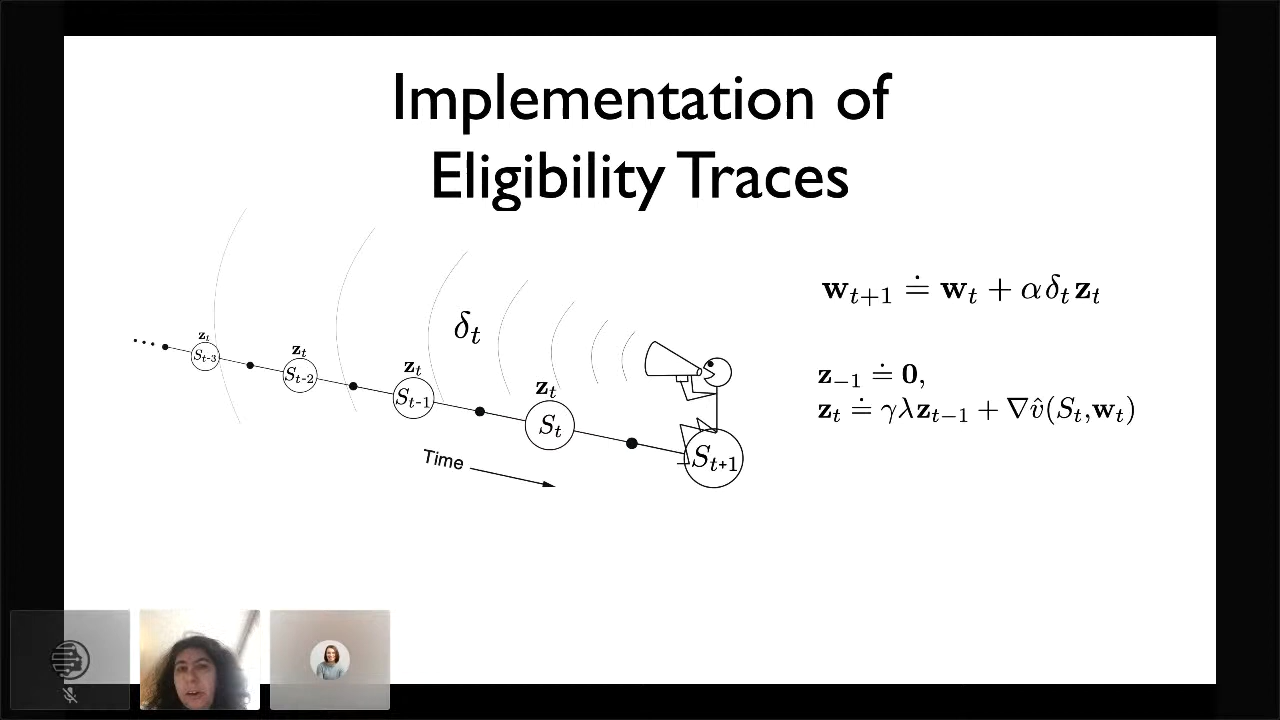 Implementation of
Eligibility Traces
w_{t+1} ≐ w_t + αδ_t z_t
δ_t
z_t
S_{t-3}
z_t
S_{t-2}
z_t
S_{t-1}
z_t
S_t
S_{t+1}
z_{-1} ≐ 0,
z_t ≐ γλz_{t-1} + ∇v̂(S_t,w_t)
Time